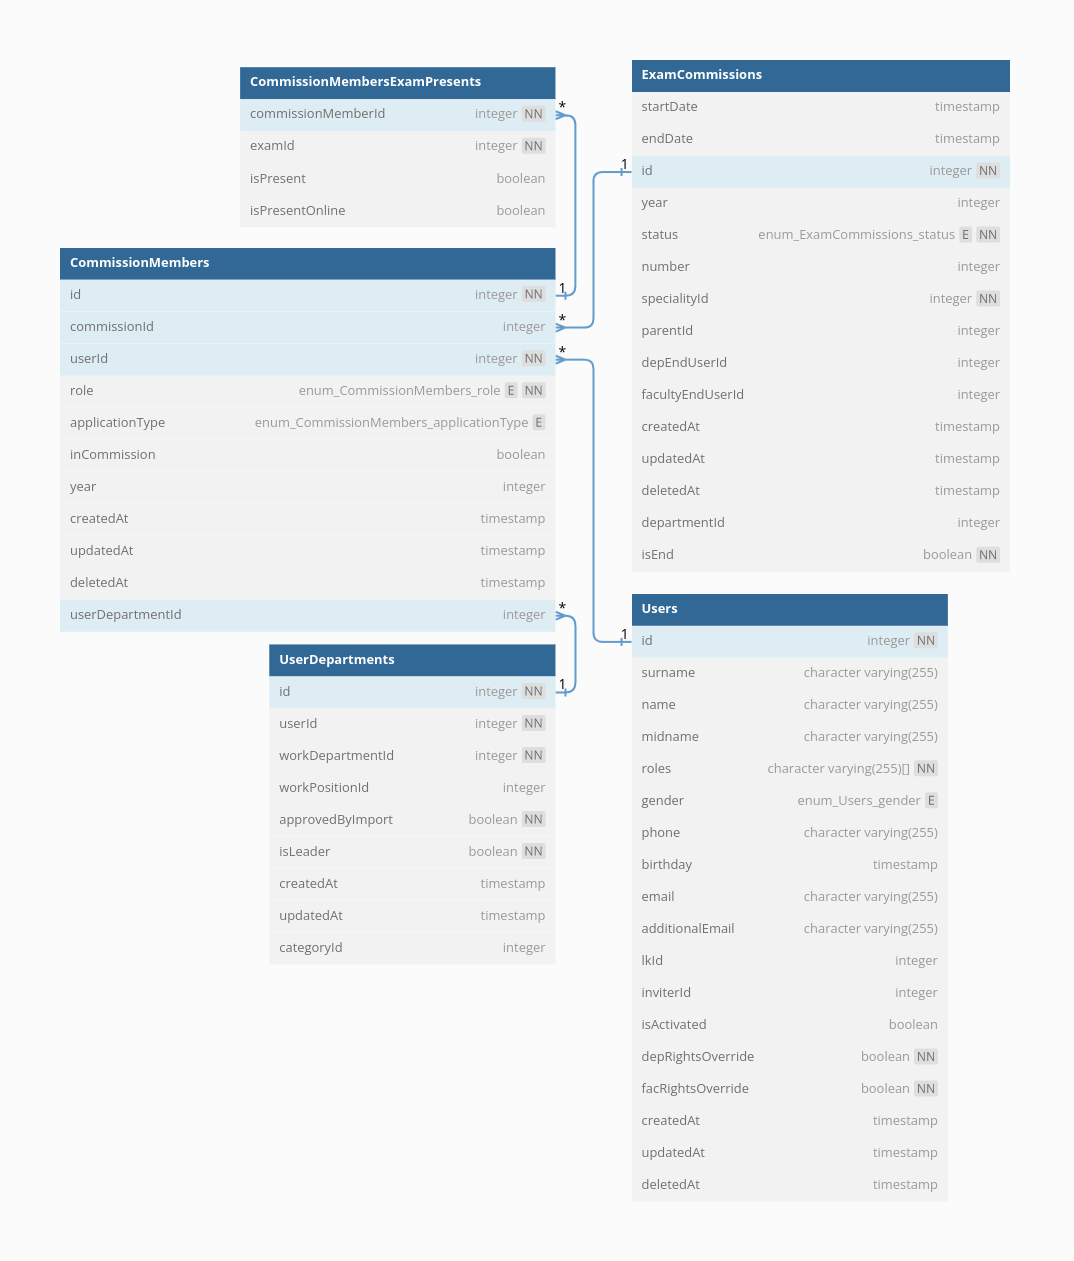 CommissionMembersExamPresents
commissionMemberId integer NN
examId integer NN
isPresent boolean
isPresentOnline boolean
*
1
ExamCommissions
startDate timestamp
endDate timestamp
1
id integer NN
year integer
status enum_ExamCommissions_status E NN
number integer
specialityId integer NN
parentId integer
depEndUserId integer
facultyEndUserId integer
createdAt timestamp
updatedAt timestamp
deletedAt timestamp
departmentId integer
isEnd boolean NN
CommissionMembers
id integer NN
commissionId integer
*
userId integer NN
*
role enum_CommissionMembers_role E NN
applicationType enum_CommissionMembers_applicationType E
inCommission boolean
year integer
createdAt timestamp
updatedAt timestamp
deletedAt timestamp
userDepartmentId integer
*
UserDepartments
id integer NN
1
userId integer NN
workDepartmentId integer NN
workPositionId integer
approvedByImport boolean NN
isLeader boolean NN
createdAt timestamp
updatedAt timestamp
categoryId integer
Users
1
id integer NN
surname character varying(255)
name character varying(255)
midname character varying(255)
roles character varying(255)[] NN
gender enum_Users_gender E
phone character varying(255)
birthday timestamp
email character varying(255)
additionalEmail character varying(255)
lkId integer
inviterId integer
isActivated boolean
depRightsOverride boolean NN
facRightsOverride boolean NN
createdAt timestamp
updatedAt timestamp
deletedAt timestamp